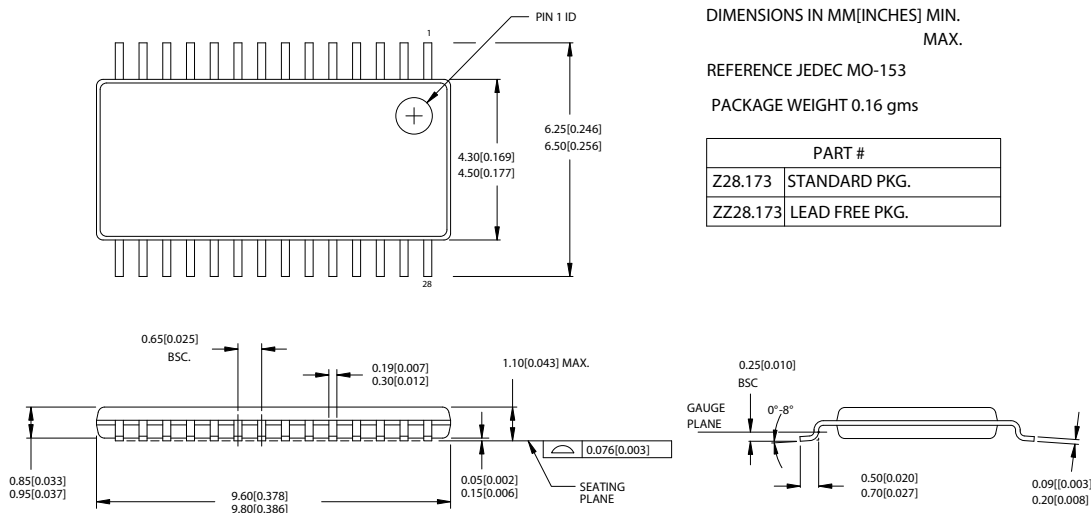 PIN 1 ID
1
DIMENSIONS IN MM[INCHES] MIN.
MAX.
REFERENCE JEDEC MO-153
PACKAGE WEIGHT 0.16 gms
PART #
Z28.173 STANDARD PKG.
ZZ28.173 LEAD FREE PKG.
6.25[0.246]
6.50[0.256]
4.30[0.169]
4.50[0.177]
28
0.65[0.025]
BSC.
0.19[0.007]
0.30[0.012]
1.10[0.043] MAX.
0.25[0.010]
BSC
GAUGE
PLANE
0°-8°
0.076[0.003]
0.85[0.033]
0.95[0.037]
9.60[0.378]
9.80[0.386]
0.05[0.002]
0.15[0.006]
SEATING
PLANE
0.50[0.020]
0.70[0.027]
0.09[[0.003]
0.20[0.008]